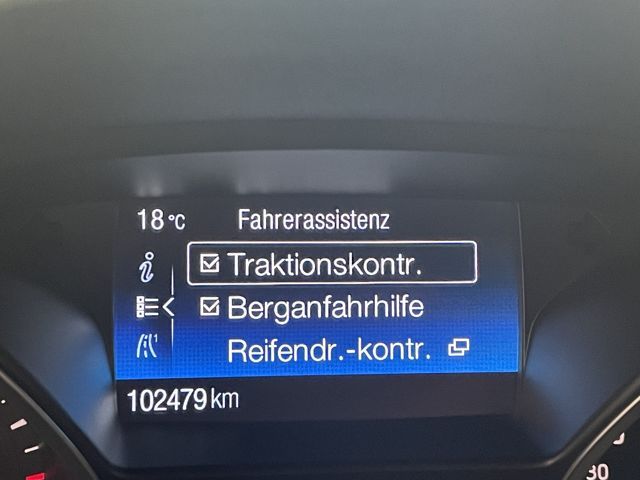 18 °C Fahrerassistenz
Traktionskontr.
Berganfahrhilfe
Reifendr.-kontr.
102479 km